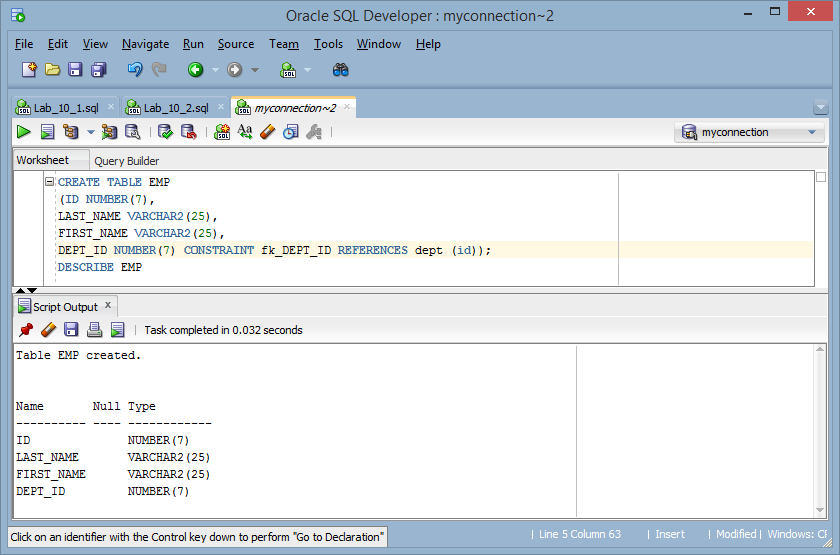 Oracle SQL Developer : myconnection~2
File Edit View Navigate Run Source Team Tools Window Help
Lab_10_1.sql Lab_10_2.sql myconnection~2
myconnection
Worksheet Query Builder
CREATE TABLE EMP
(ID NUMBER(7),
LAST_NAME VARCHAR2(25),
FIRST_NAME VARCHAR2(25),
DEPT_ID NUMBER(7) CONSTRAINT fk_DEPT_ID REFERENCES dept (id));
DESCRIBE EMP
Script Output x
Task completed in 0.032 seconds
Table EMP created.
Name Null Type
---------- ---- ------------
ID NUMBER(7)
LAST_NAME VARCHAR2(25)
FIRST_NAME VARCHAR2(25)
DEPT_ID NUMBER(7)
Click on an identifier with the Control key down to perform "Go to Declaration" | Line 5 Column 63 | Insert | Modified | Windows: CF